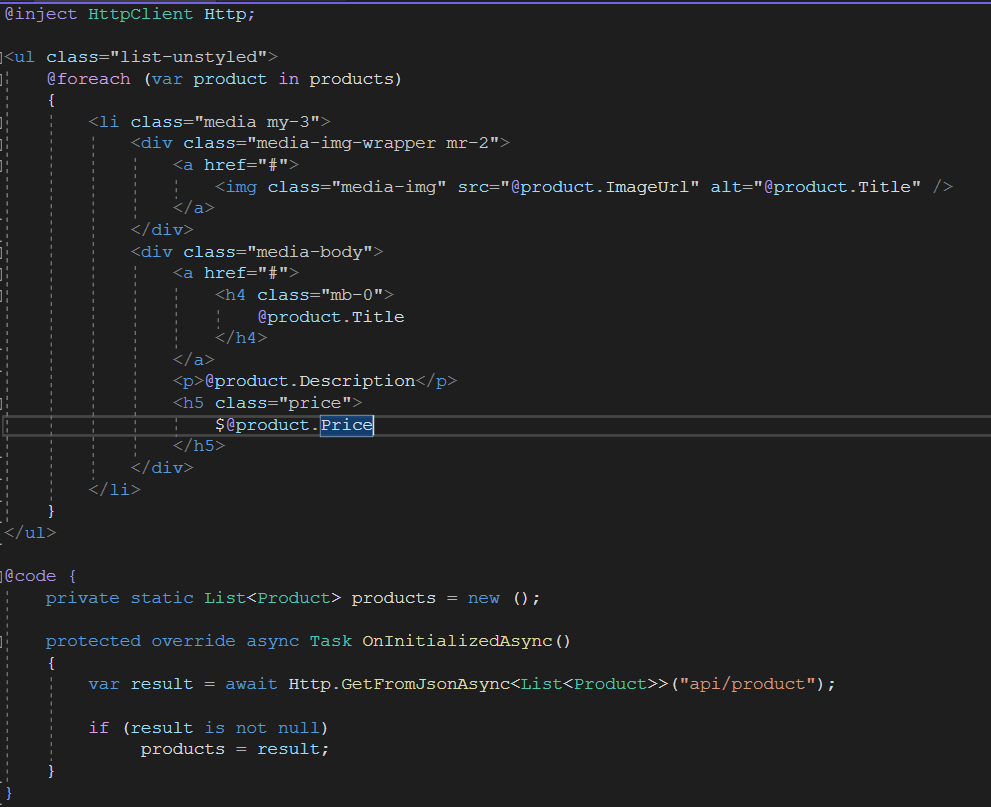 @inject HttpClient Http;
<ul class="list-unstyled">
@foreach (var product in products)
{
<li class="media my-3">
<div class="media-img-wrapper mr-2">
<a href="#">
<img class="media-img" src="@product.ImageUrl" alt="@product.Title" />
</a>
</div>
<div class="media-body">
<a href="#">
<h4 class="mb-0">
@product.Title
</h4>
</a>
<p>@product.Description</p>
<h5 class="price">
$@product.Price
</h5>
</div>
</li>
}
</ul>
@code {
private static List<Product> products = new ();
protected override async Task OnInitializedAsync()
{
var result = await Http.GetFromJsonAsync<List<Product>>("api/product");
if (result is not null)
products = result;
}
}